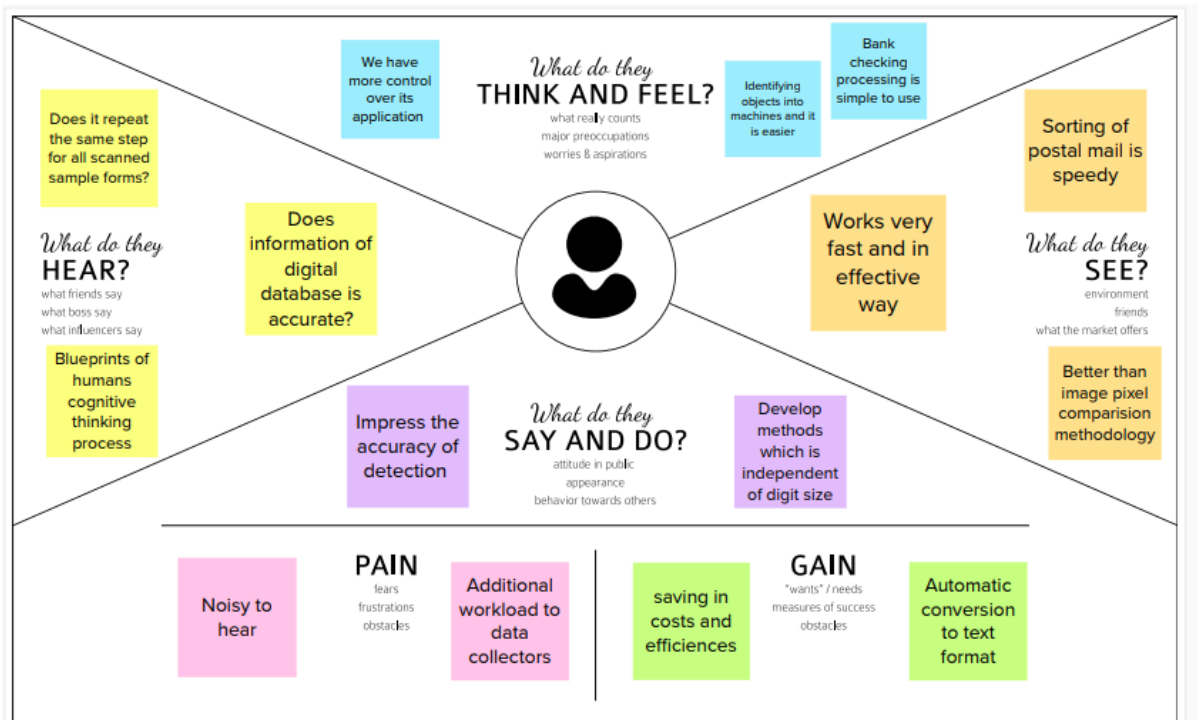 We have
more control
over its
application
What do they
THINK AND FEEL?
what really counts
major preoccupations
worries & aspirations
Identifying
objects into
machines and it
is easier
Bank
checking
processing is
simple to use
Does it repeat
the same step
for all scanned
sample forms?
Does
information of
digital
database is
accurate?
What do they
HEAR?
what friends say
what boss say
what influencers say
Blueprints of
humans
cognitive
thinking
process
Sorting of
postal mail is
speedy
Works very
fast and in
effective
way
What do they
SEE?
environment
friends
what the market offers
Better than
image pixel
comparision
methodology
Impress the
accuracy of
detection
What do they
SAY AND DO?
attitude in public
appearance
behavior towards others
Develop
methods
which is
independent
of digit size
Noisy to
hear
PAIN
fears
frustrations
obstacles
Additional
workload to
data
collectors
saving in
costs and
efficiences
GAIN
"wants" / needs
measures of success
obstacles
Automatic
conversion
to text
format